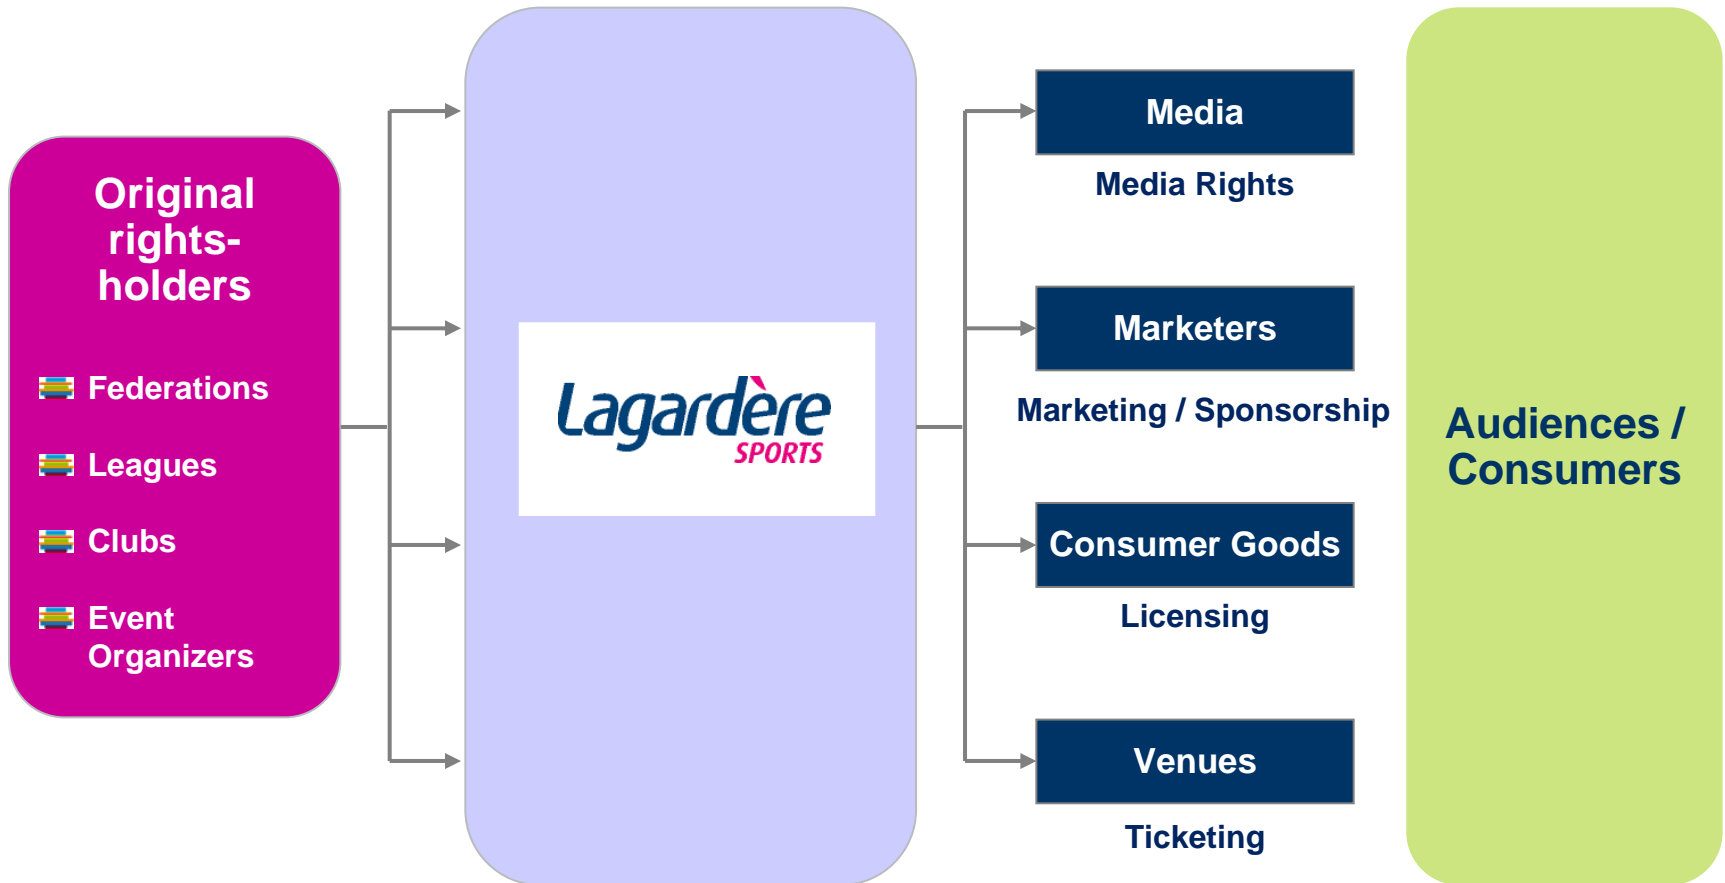 Original
rights-
holders
Federations
Leagues
Clubs
Event
Organizers
Lagardère
SPORTS
Media
Media Rights
Marketers
Marketing / Sponsorship
Consumer Goods
Licensing
Venues
Ticketing
Audiences /
Consumers